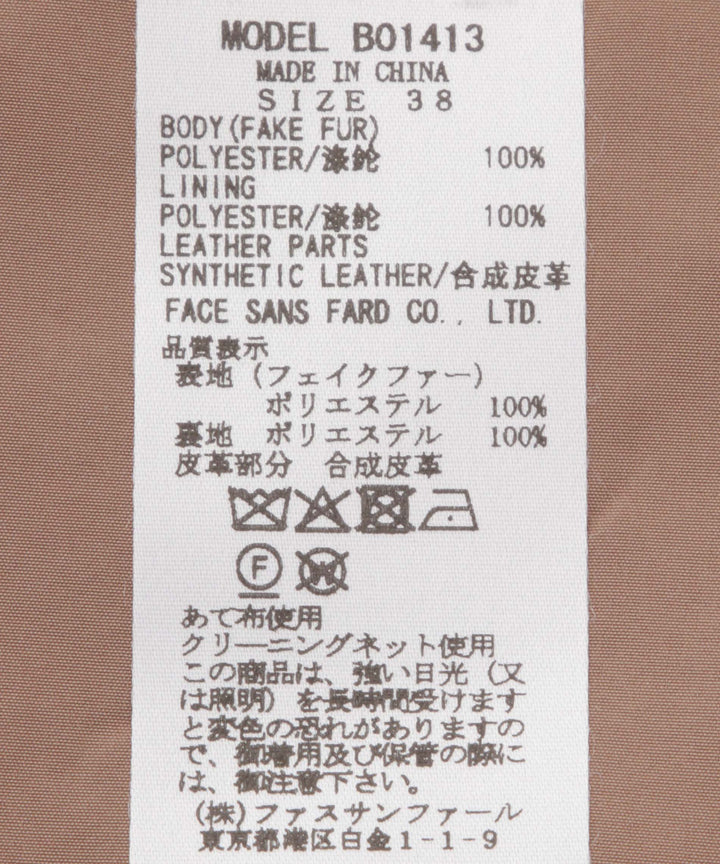 MODEL B01413
MADE IN CHINA
SIZE 38
BODY(FAKE FUR)
POLYESTER/涤纶 100%
LINING
POLYESTER/涤纶 100%
LEATHER PARTS
SYNTHETIC LEATHER/合成皮革
FACE SANS FARD CO., LTD.
品質表示
表地(フェイクファー)
ポリエステル 100%
裏地 ポリエステル 100%
皮革部分 合成皮革
F W
あて布使用
クリーニングネット使用
この商品は、強い日光(又
は照明)を長時間受けます
と変色の恐れがありますの
で、御着用及び保管の際に
は、御注意下さい。
(株)ファスサンファール
東京都港区白金1-1-9